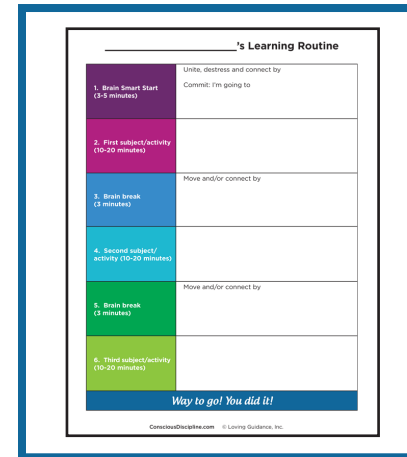 ____________________'s Learning Routine
1. Brain Smart Start
(3-5 minutes)
Unite, destress and connect by
Commit: I'm going to
2. First subject/activity
(10-20 minutes)
3. Brain break
(3 minutes)
Move and/or connect by
4. Second subject/
activity (10-20 minutes)
5. Brain break
(3 minutes)
Move and/or connect by
6. Third subject/activity
(10-20 minutes)
Way to go! You did it!
ConsciousDiscipline.com © Loving Guidance, Inc.